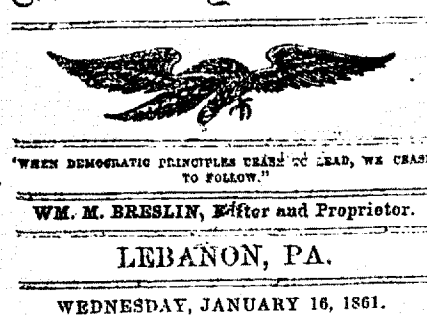 'WHEN DEMOCRATIC PRINCIPLES CEASE TO LEAD, WE CEASE
TO FOLLOW."
WM. M. BRESLIN, Editor and Proprietor.
LEBANON, PA.
WEDNESDAY, JANUARY 16, 1861.